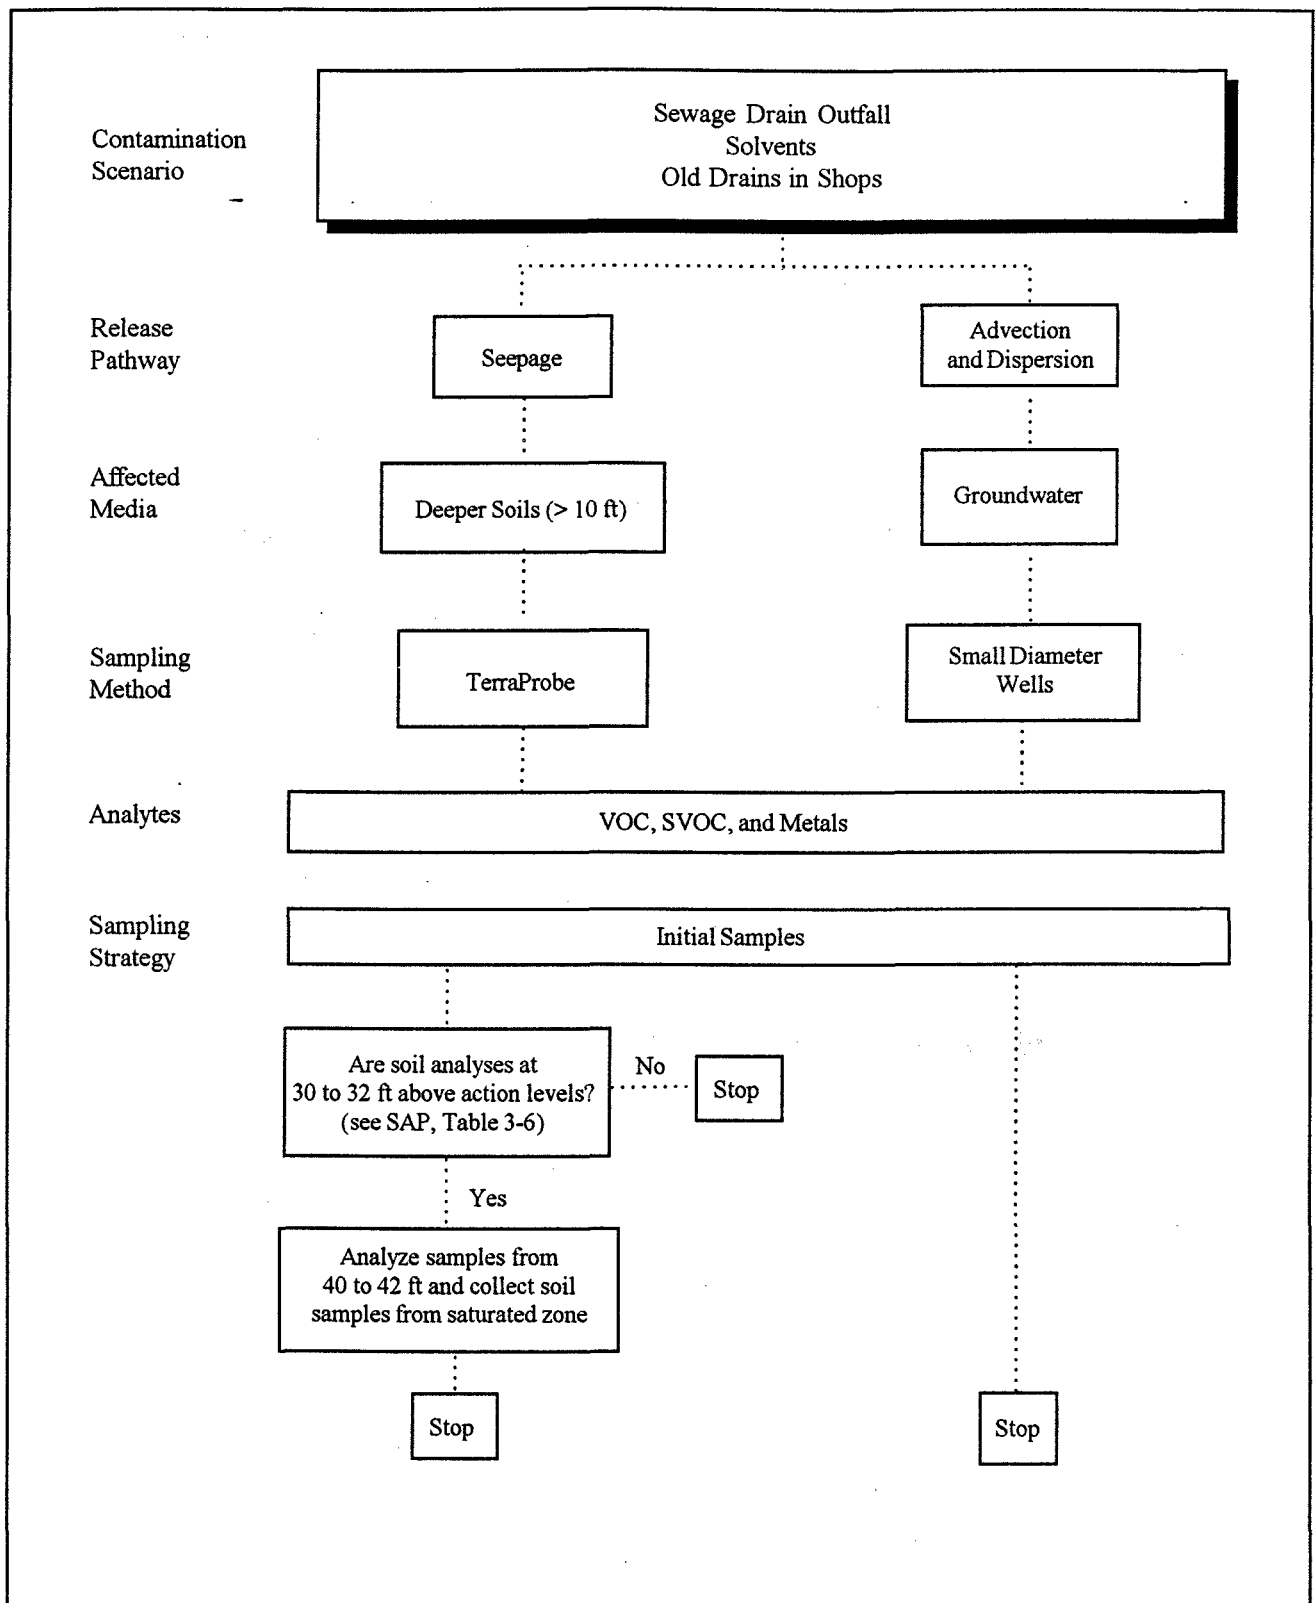 Contamination
Scenario
Sewage Drain Outfall
Solvents
Old Drains in Shops
Release
Pathway
Seepage
Advection
and Dispersion
Affected
Media
Deeper Soils (> 10 ft)
Groundwater
Sampling
Method
TerraProbe
Small Diameter
Wells
Analytes
VOC, SVOC, and Metals
Sampling
Strategy
Initial Samples
Are soil analyses at
30 to 32 ft above action levels?
(see SAP, Table 3-6)
No
Stop
Yes
Analyze samples from
40 to 42 ft and collect soil
samples from saturated zone
Stop
Stop